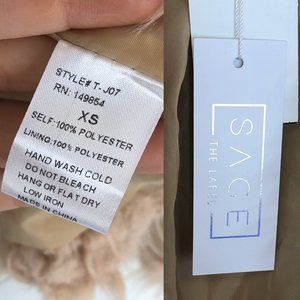 STYLE# T. J07
RN: 149854
XS
SELF:100% POLYESTER
LINING:100% POLYESTER
HAND WASH COLD
DO NOT BLEACH
HANG OR FLAT DRY
LOW IRON
MADE IN CHINA
SAGE
THE LABEL